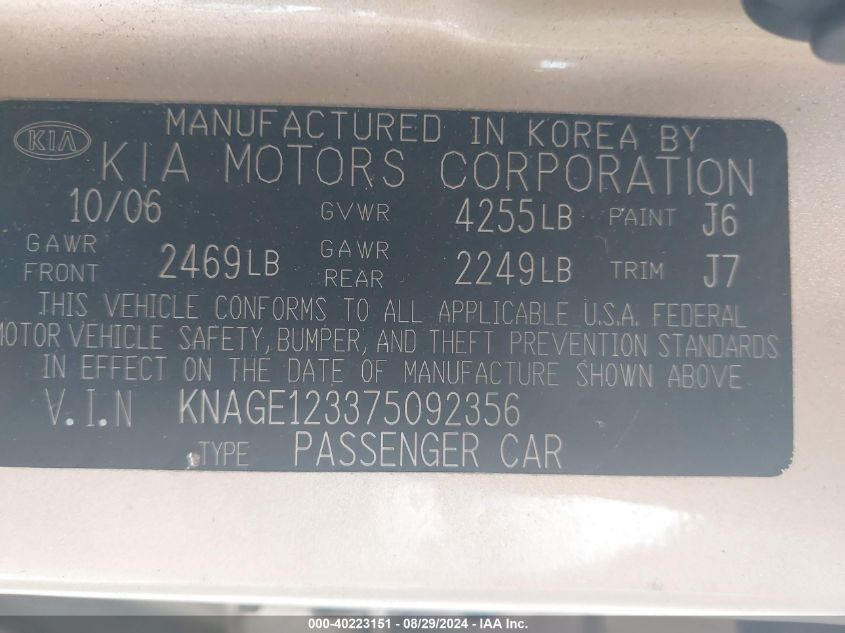 MANUFACTURED IN KOREA BY
KIA KIA MOTORS CORPORATION
10/06 GVWR 4255LB PAINT J6
GAWR FRONT 2469LB GAWR REAR 2249LB TRIM J7
THIS VEHICLE CONFORMS TO ALL APPLICABLE U.S.A. FEDERAL
MOTOR VEHICLE SAFETY, BUMPER, AND THEFT PREVENTION STANDARDS
IN EFFECT ON THE DATE OF MANUFACTURE SHOWN ABOVE
V.I.N KNAGE123375092356
TYPE PASSENGER CAR
000-40223151 - 08/29/2024 - IAA Inc.